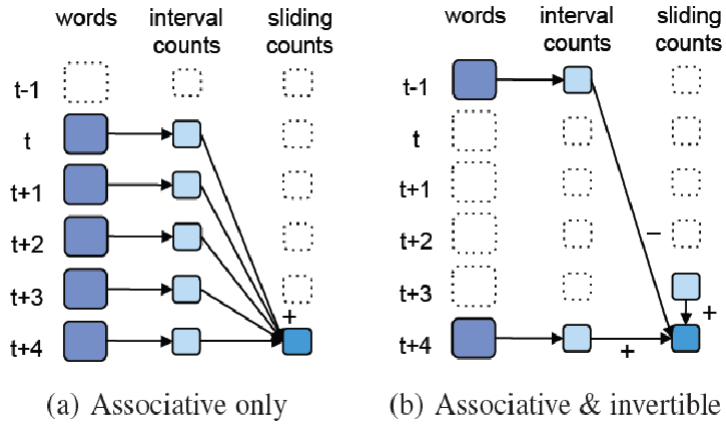 words interval counts sliding counts
t-1
t
t+1
t+2
t+3
+
t+4
(a) Associative only
words interval counts sliding counts
t-1
t
t+1
t+2
−
t+3
+
t+4
+
(b) Associative & invertible